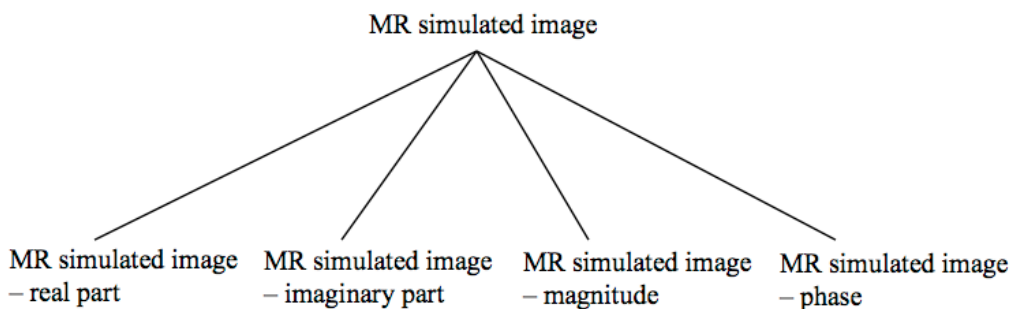 MR simulated image
MR simulated image
– real part
MR simulated image
– imaginary part
MR simulated image
– magnitude
MR simulated image
– phase